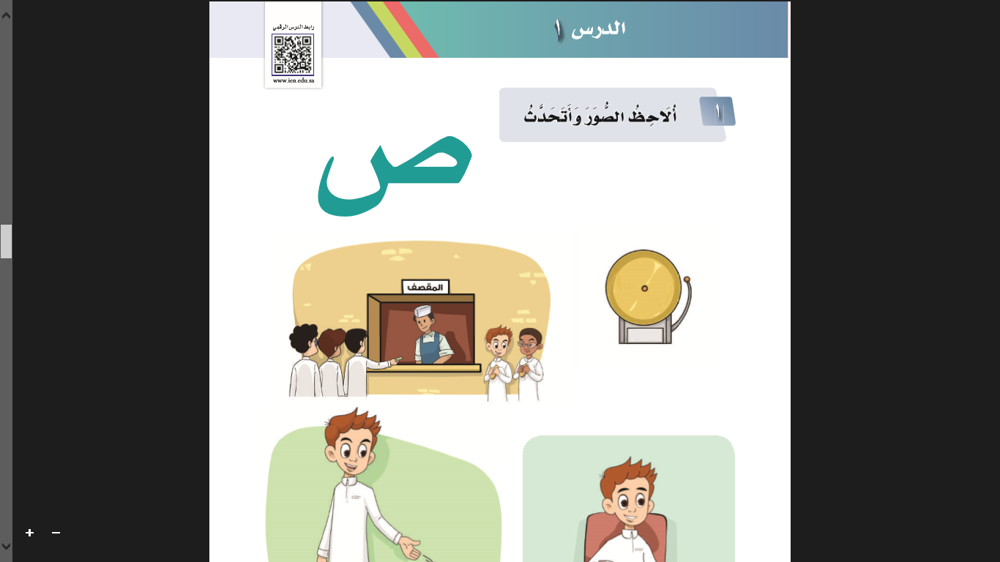 الدرس ١
رابط الدرس الرقمي
www.ien.edu.sa
١
أُلَاحِظُ الصُّوَرَ وَأَتَحَدَّثُ
ص
المقصف